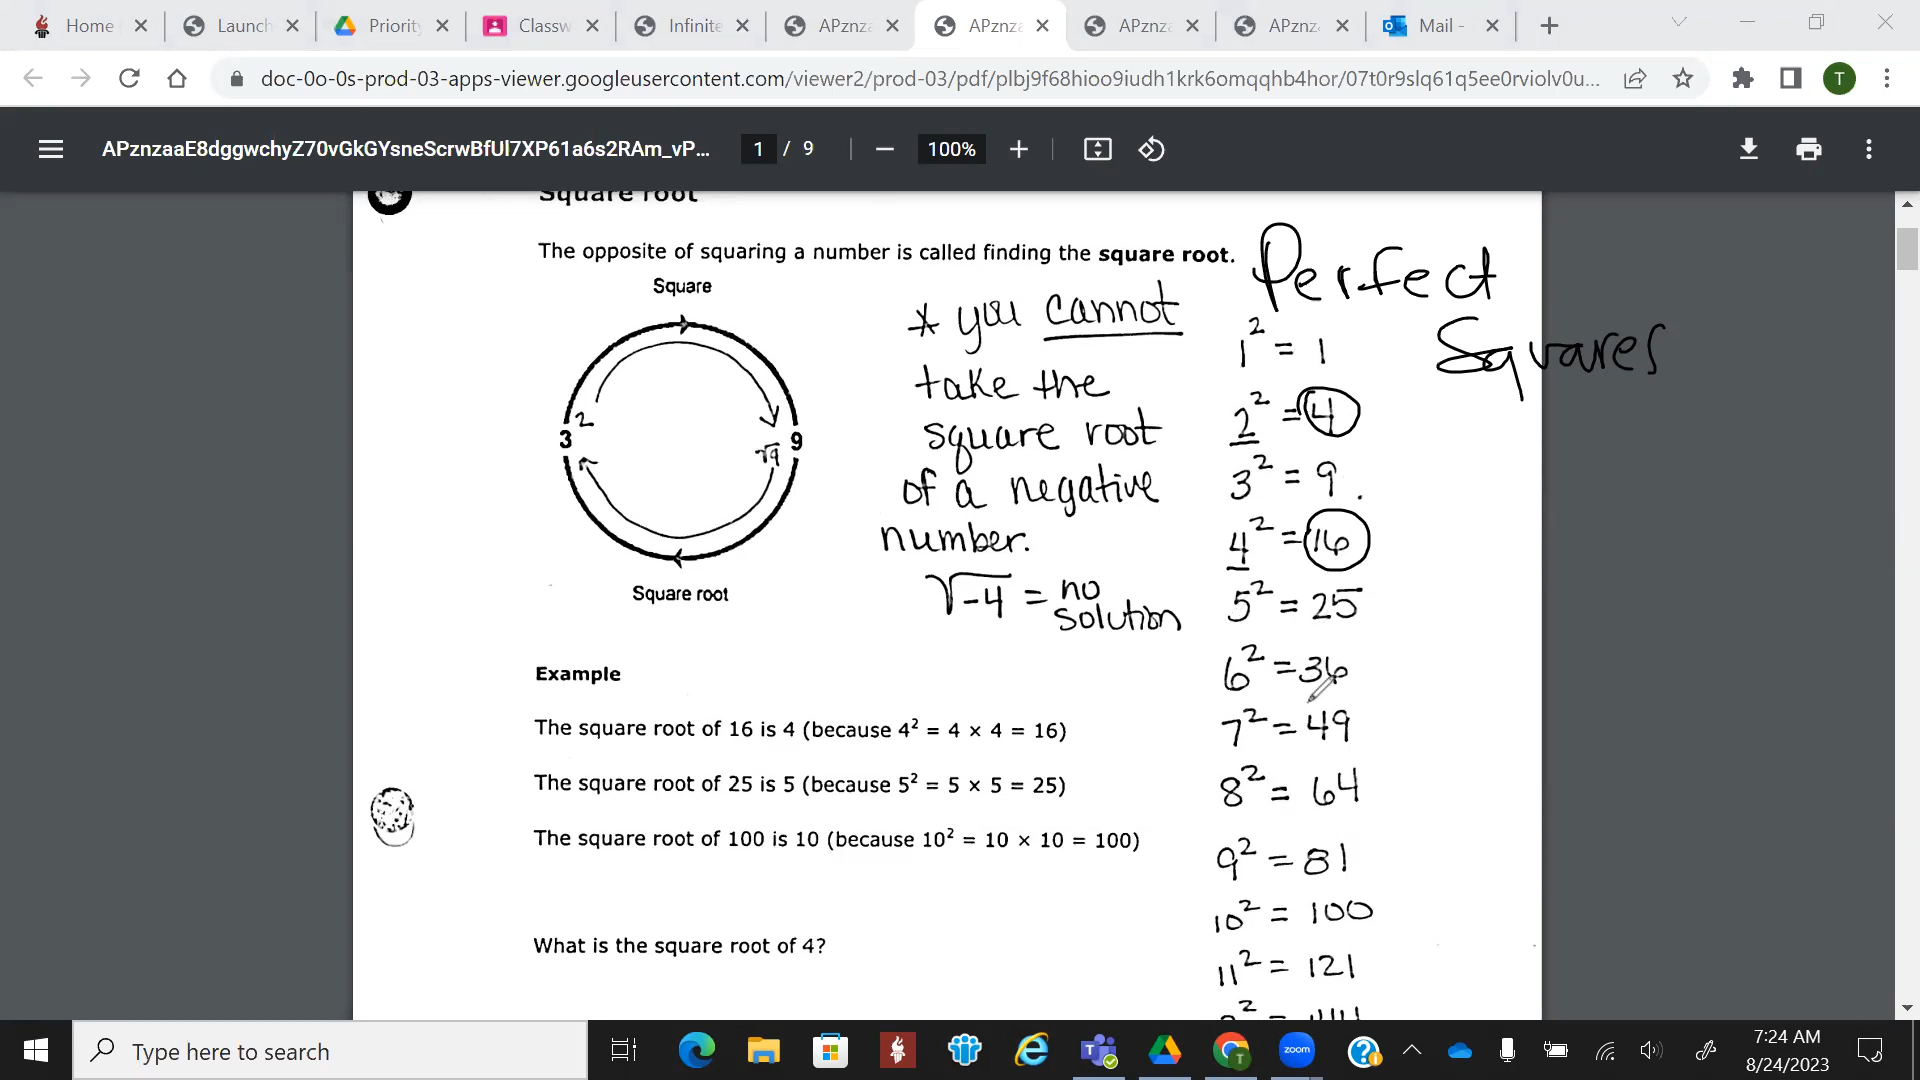 Home
Launch
Priority
Classw
Infinite
APznza
APznza
APznza
APznz
Mail -
doc-0o-0s-prod-03-apps-viewer.googleusercontent.com/viewer2/prod-03/pdf/plbj9f68hioo9iudh1krk6omqqhb4hor/07t0r9slq61q5ee0rviolv0u...
T
APznzaaE8dggwchyZ70vGkGYsneScrwBfUl7XP61a6s2RAm_vP...
1 / 9
100%
Square root
The opposite of squaring a number is called finding the square root.
Square
3
2
9
√9
Square root
* you cannot
take the
square root
of a negative
number.
√-4 = no
solution
Perfect
Squares
1² = 1
2² = 4
3² = 9
4² = 16
5² = 25
6² = 36
7² = 49
8² = 64
9² = 81
10² = 100
11² = 121
Example
The square root of 16 is 4 (because 4² = 4 × 4 = 16)
The square root of 25 is 5 (because 5² = 5 × 5 = 25)
The square root of 100 is 10 (because 10² = 10 × 10 = 100)
What is the square root of 4?
Type here to search
zoom
7:24 AM
8/24/2023